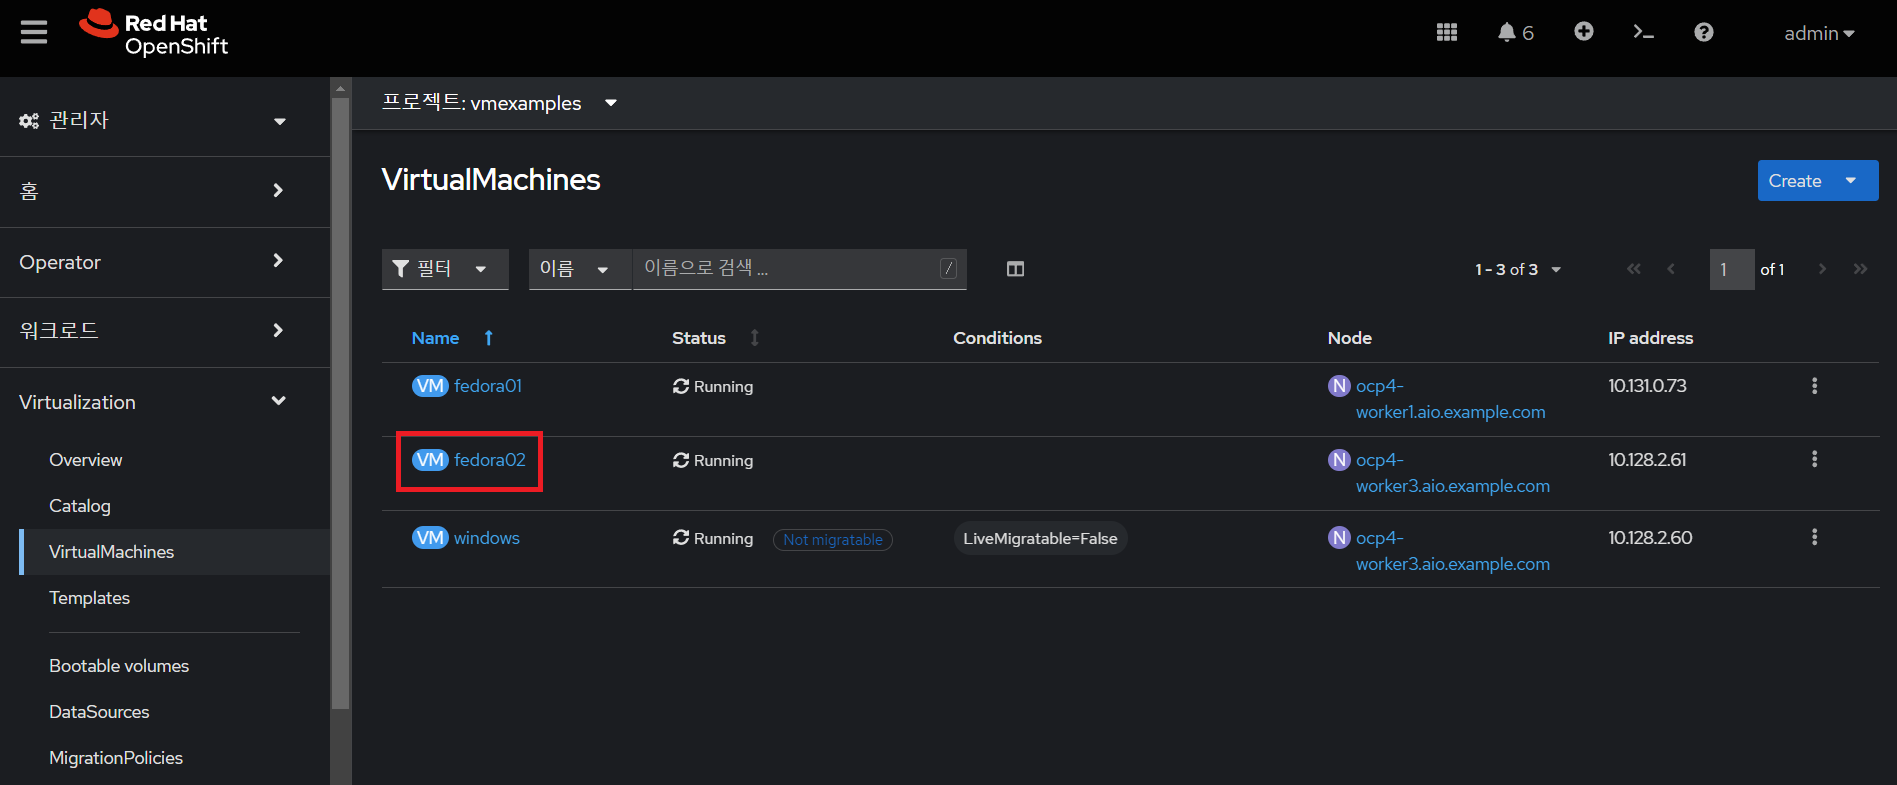 Red Hat
OpenShift
6
admin
관리자
홈
Operator
워크로드
Virtualization
Overview
Catalog
VirtualMachines
Templates
Bootable volumes
DataSources
MigrationPolicies
프로젝트: vmexamples
VirtualMachines
Create
필터
이름
이름으로 검색 ...
/
1 - 3 of 3
1
of 1
Name Status Conditions Node IP address
VM fedora01 Running N ocp4- 10.131.0.73
worker1.aio.example.com
VM fedora02 Running N ocp4- 10.128.2.61
worker3.aio.example.com
VM windows Running Not migratable LiveMigratable=False N ocp4- 10.128.2.60
worker3.aio.example.com